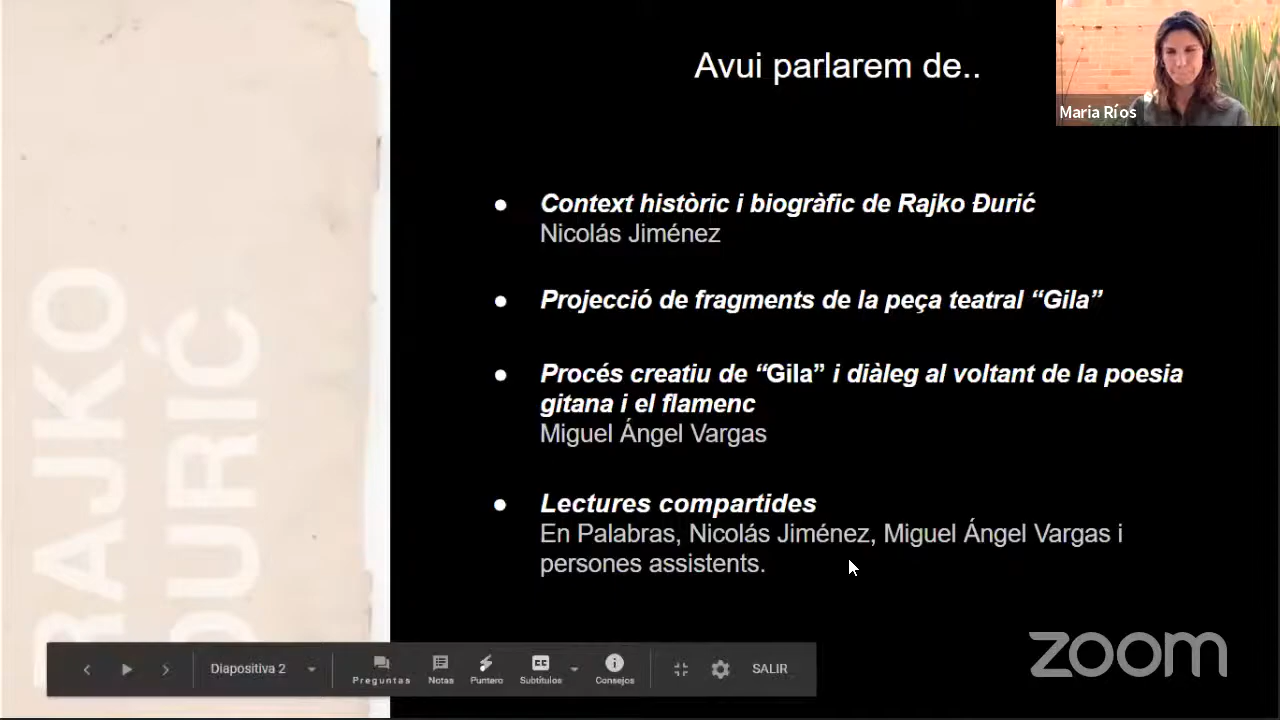 Avui parlarem de..
Maria Ríos
● Context històric i biogràfic de Rajko Đurić
Nicolás Jiménez
● Projecció de fragments de la peça teatral “Gila”
● Procés creatiu de “Gila” i diàleg al voltant de la poesia
gitana i el flamenc
Miguel Ángel Vargas
● Lectures compartides
En Palabras, Nicolás Jiménez, Miguel Ángel Vargas i
persones assistents.
RAJKO
ĐURIĆ
Diapositiva 2
Preguntas
Notas
Puntero
CC
Subtítulos
Consejos
SALIR
zoom